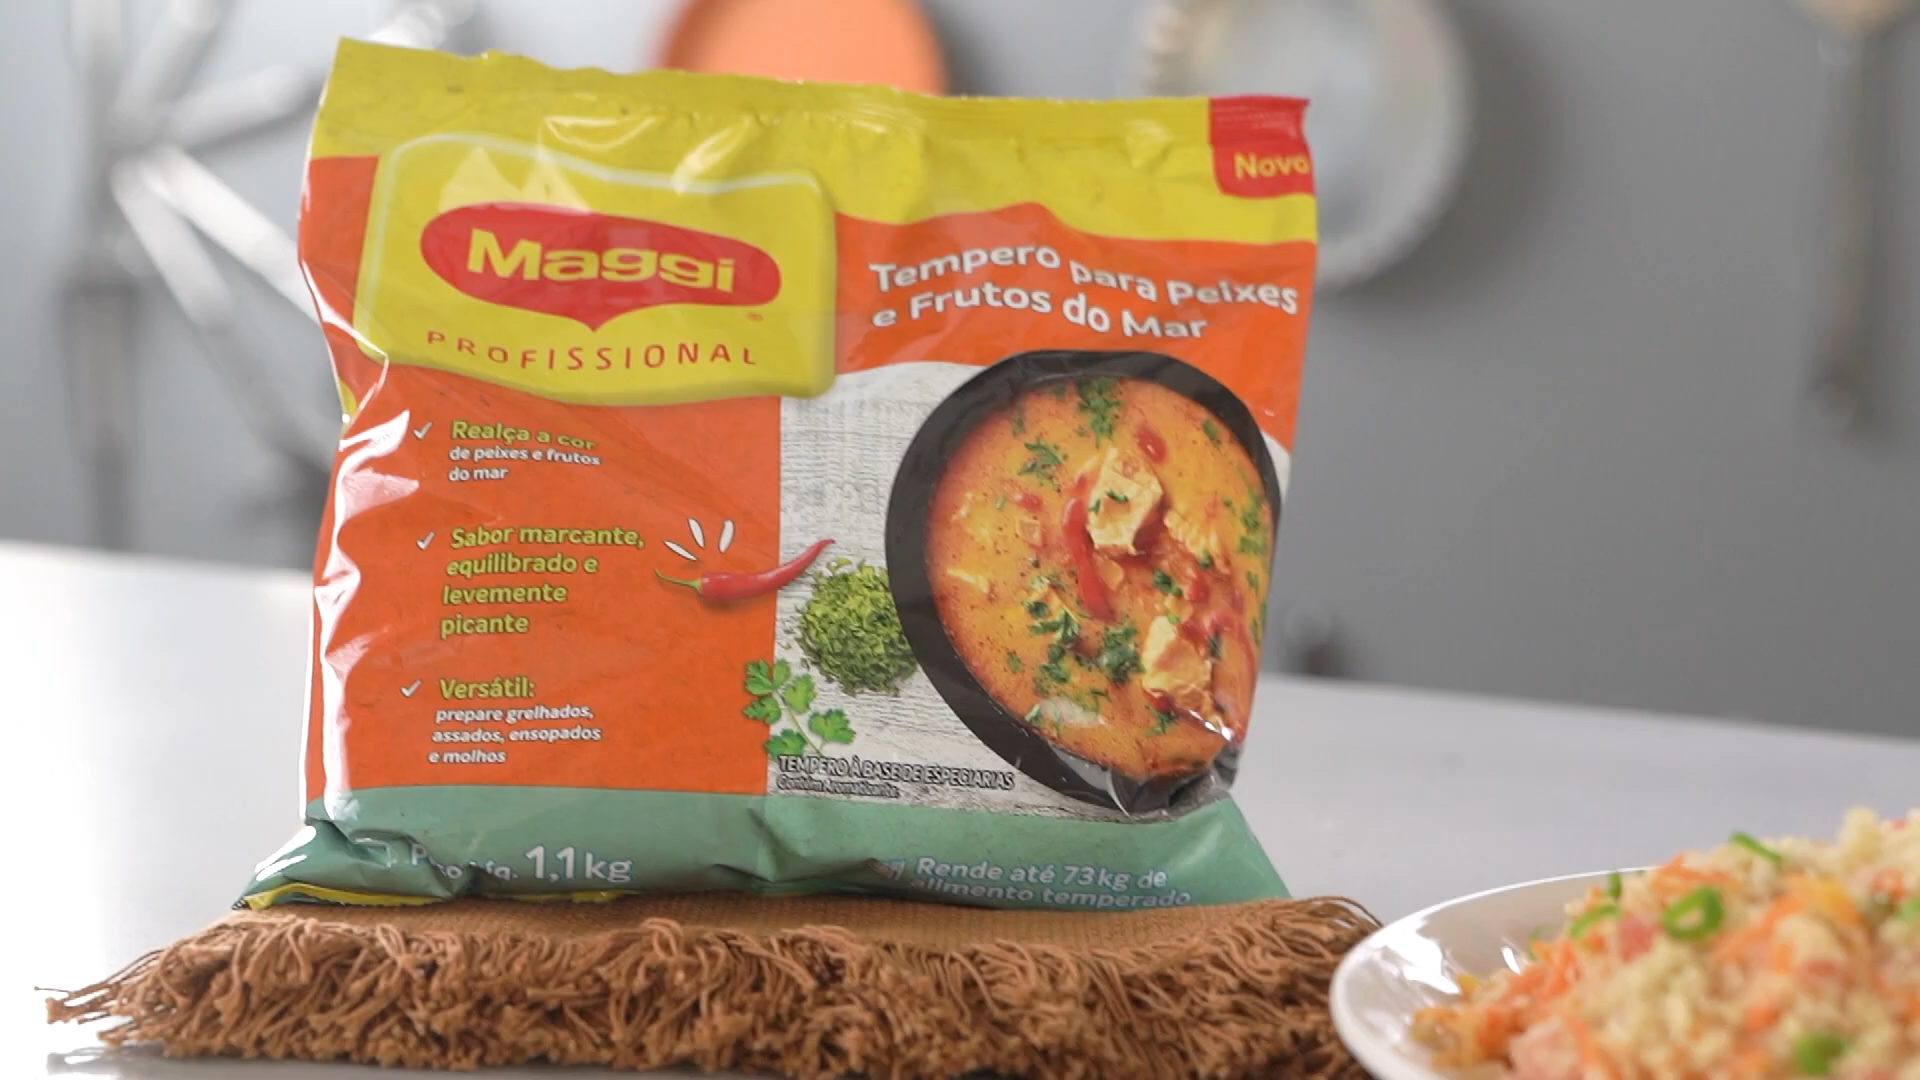 Novo
Maggi
PROFISSIONAL
Tempero para Peixes
e Frutos do Mar
Realça a cor
de peixes e frutos
do mar
Sabor marcante,
equilibrado e
levemente
picante
Versátil:
prepare grelhados,
assados, ensopados
e molhos
TEMPERO À BASE DE ESPECIARIAS
Contém Aromatizante.
1,1kg
Rende até 73kg de
alimento temperado